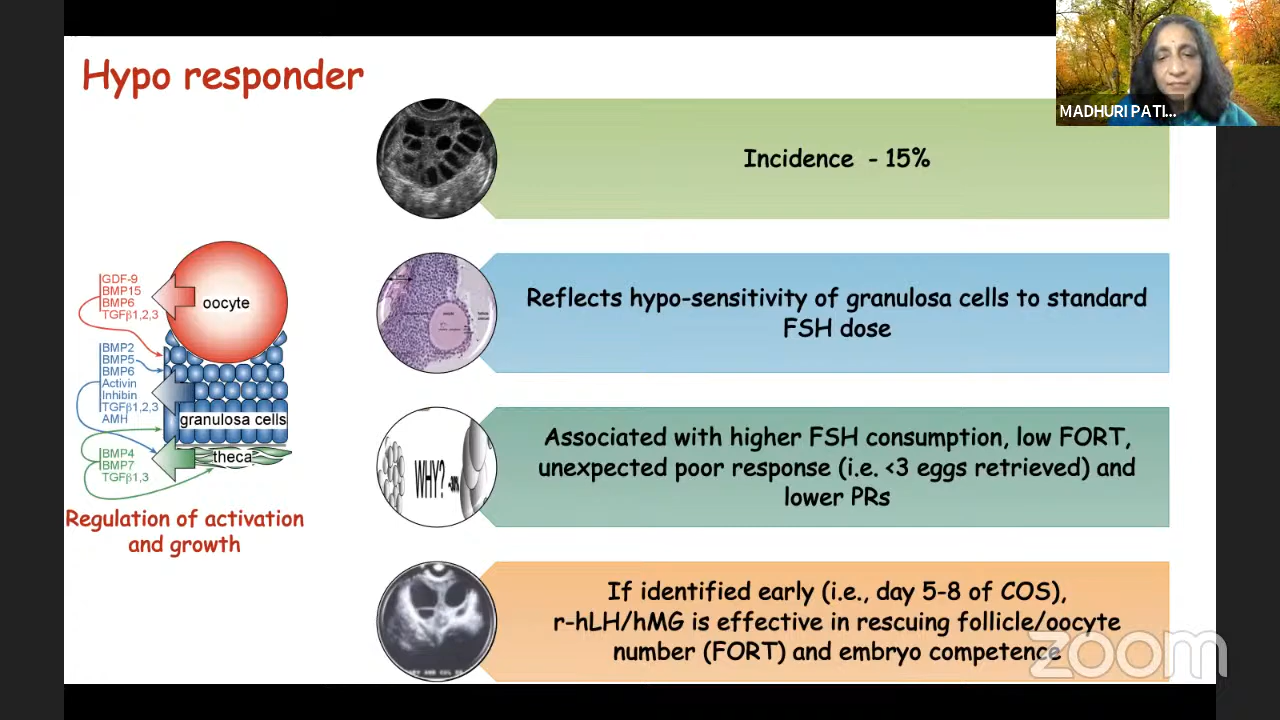 Hypo responder
MADHURI PATI...
Incidence - 15%
Reflects hypo-sensitivity of granulosa cells to standard
FSH dose
Associated with higher FSH consumption, low FORT,
unexpected poor response (i.e. <3 eggs retrieved) and
lower PRs
If identified early (i.e., day 5-8 of COS),
r-hLH/hMG is effective in rescuing follicle/oocyte
number (FORT) and embryo competence
WHY?
GDF-9
BMP15
BMP6
TGFβ1,2,3
oocyte
BMP2
BMP5
BMP6
Activin
Inhibin
TGFβ1,2,3
AMH
granulosa cells
BMP4
BMP7
TGFβ1,3
theca
Regulation of activation
and growth
zoom